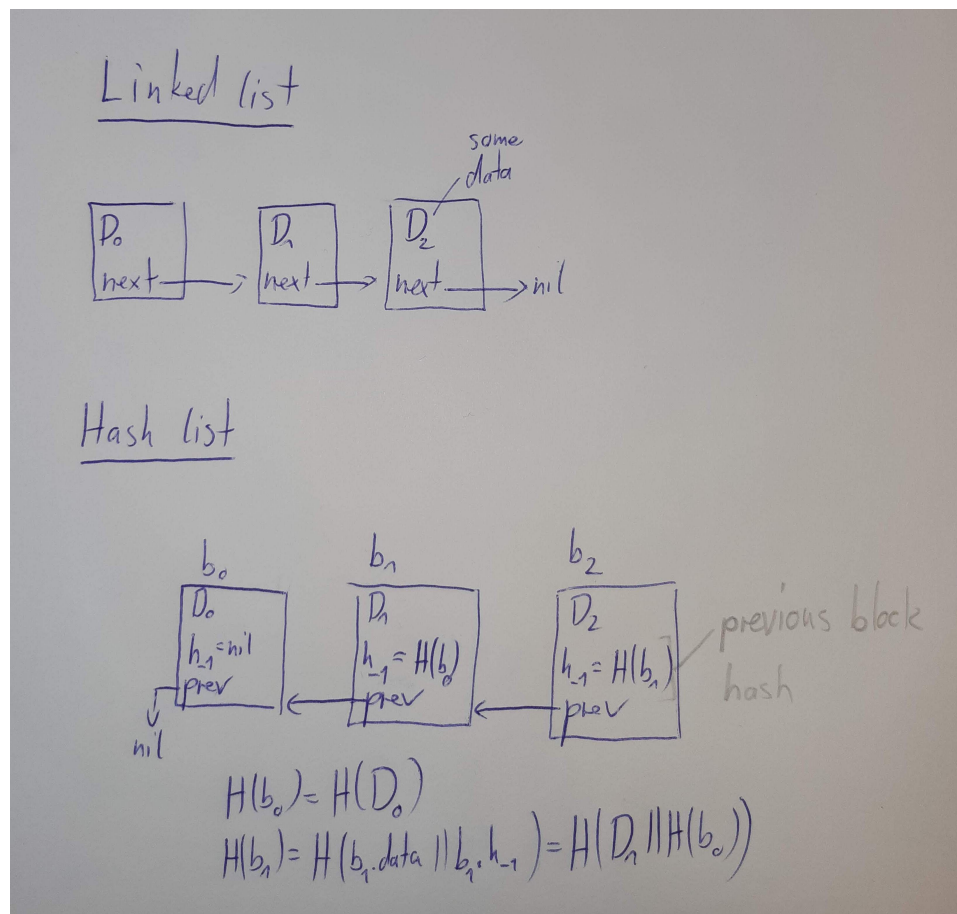 Linked list
some
data
D₀
next
D₁
next
D₂
next
nil
Hash list
b₀
D₀
h₋₁=nil
prev
nil
b₁
D₁
h₋₁ = H(b₀)
prev
b₂
D₂
h₋₁ = H(b₁)
prev
previous block
hash
H(b₀) = H(D₀)
H(b₁) = H(b₁.data || b₁.h₋₁) = H(D₁ || H(b₀))